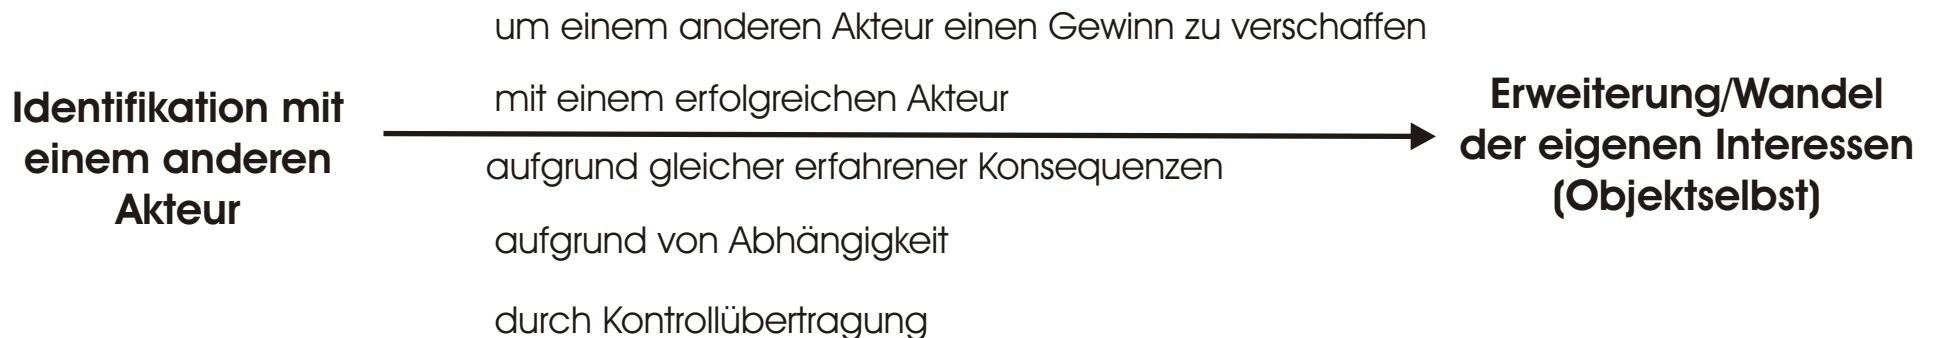 um einem anderen Akteur einen Gewinn zu verschaffen
Identifikation mit
einem anderen
Akteur
mit einem erfolgreichen Akteur
aufgrund gleicher erfahrener Konsequenzen
aufgrund von Abhängigkeit
durch Kontrollübertragung
Erweiterung/Wandel
der eigenen Interessen
(Objektselbst)